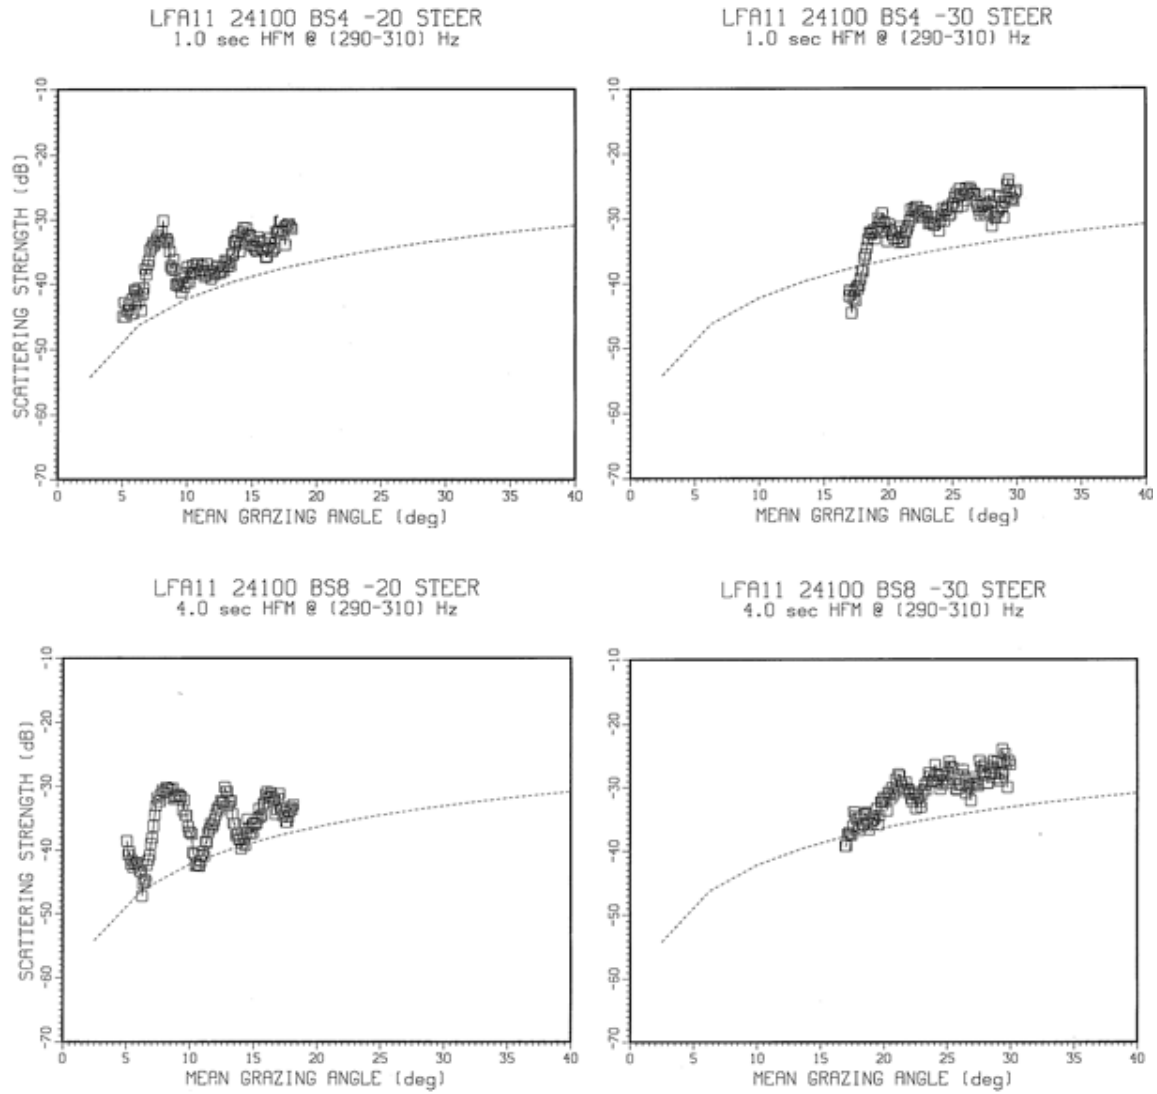 LFA11 24100 BS4 -20 STEER
1.0 sec HFM @ (290-310) Hz
SCATTERING STRENGTH (dB)
-10
-20
-30
-40
-50
-60
-70
0 5 10 15 20 25 30 35 40
MEAN GRAZING ANGLE (deg)
LFA11 24100 BS4 -30 STEER
1.0 sec HFM @ (290-310) Hz
-10
-20
-30
-40
-50
-60
-70
0 5 10 15 20 25 30 35 40
MEAN GRAZING ANGLE (deg)
LFA11 24100 BS8 -20 STEER
4.0 sec HFM @ (290-310) Hz
SCATTERING STRENGTH (dB)
-10
-20
-30
-40
-50
-60
-70
0 5 10 15 20 25 30 35 40
MEAN GRAZING ANGLE (deg)
LFA11 24100 BS8 -30 STEER
4.0 sec HFM @ (290-310) Hz
-10
-20
-30
-40
-50
-60
-70
0 5 10 15 20 25 30 35 40
MEAN GRAZING ANGLE (deg)